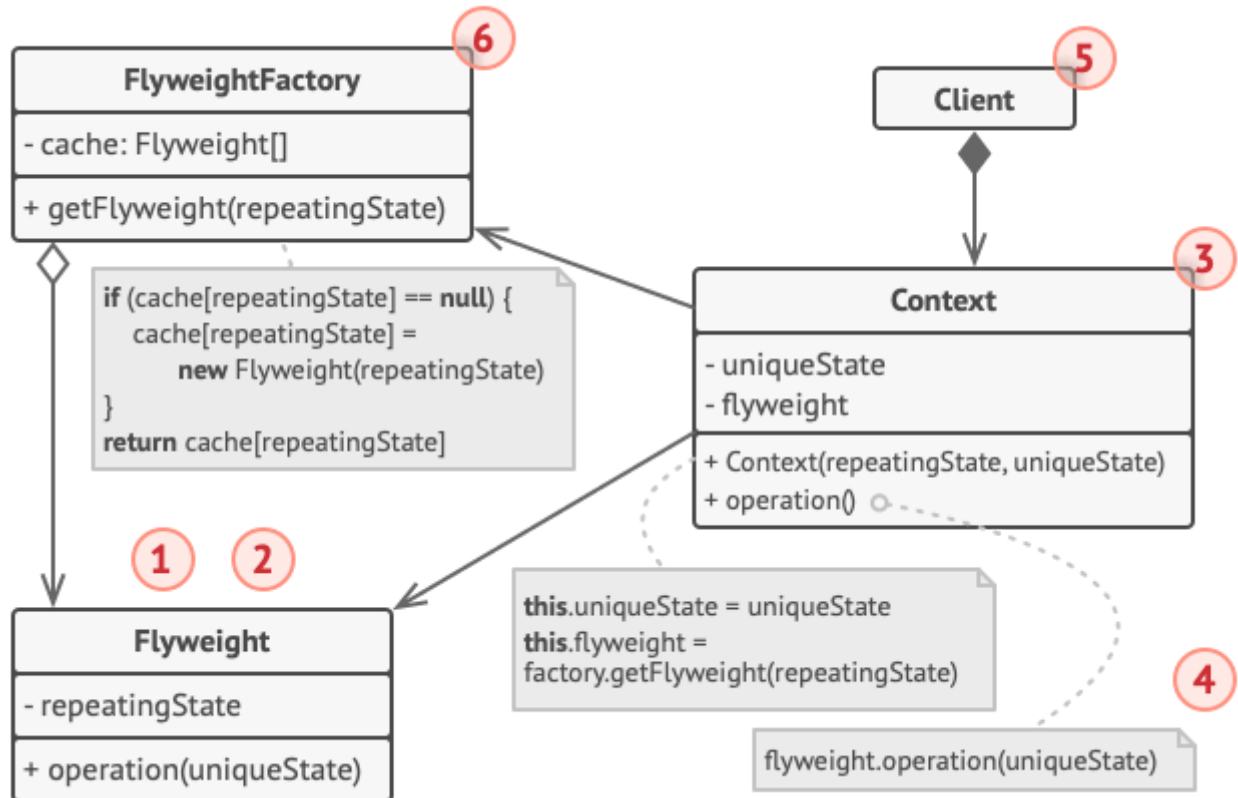 6
FlyweightFactory
- cache: Flyweight[]
+ getFlyweight(repeatingState)
if (cache[repeatingState] == null) {
cache[repeatingState] =
new Flyweight(repeatingState)
}
return cache[repeatingState]
5
Client
3
Context
- uniqueState
- flyweight
+ Context(repeatingState, uniqueState)
+ operation()
this.uniqueState = uniqueState
this.flyweight =
factory.getFlyweight(repeatingState)
4
flyweight.operation(uniqueState)
1
2
Flyweight
- repeatingState
+ operation(uniqueState)